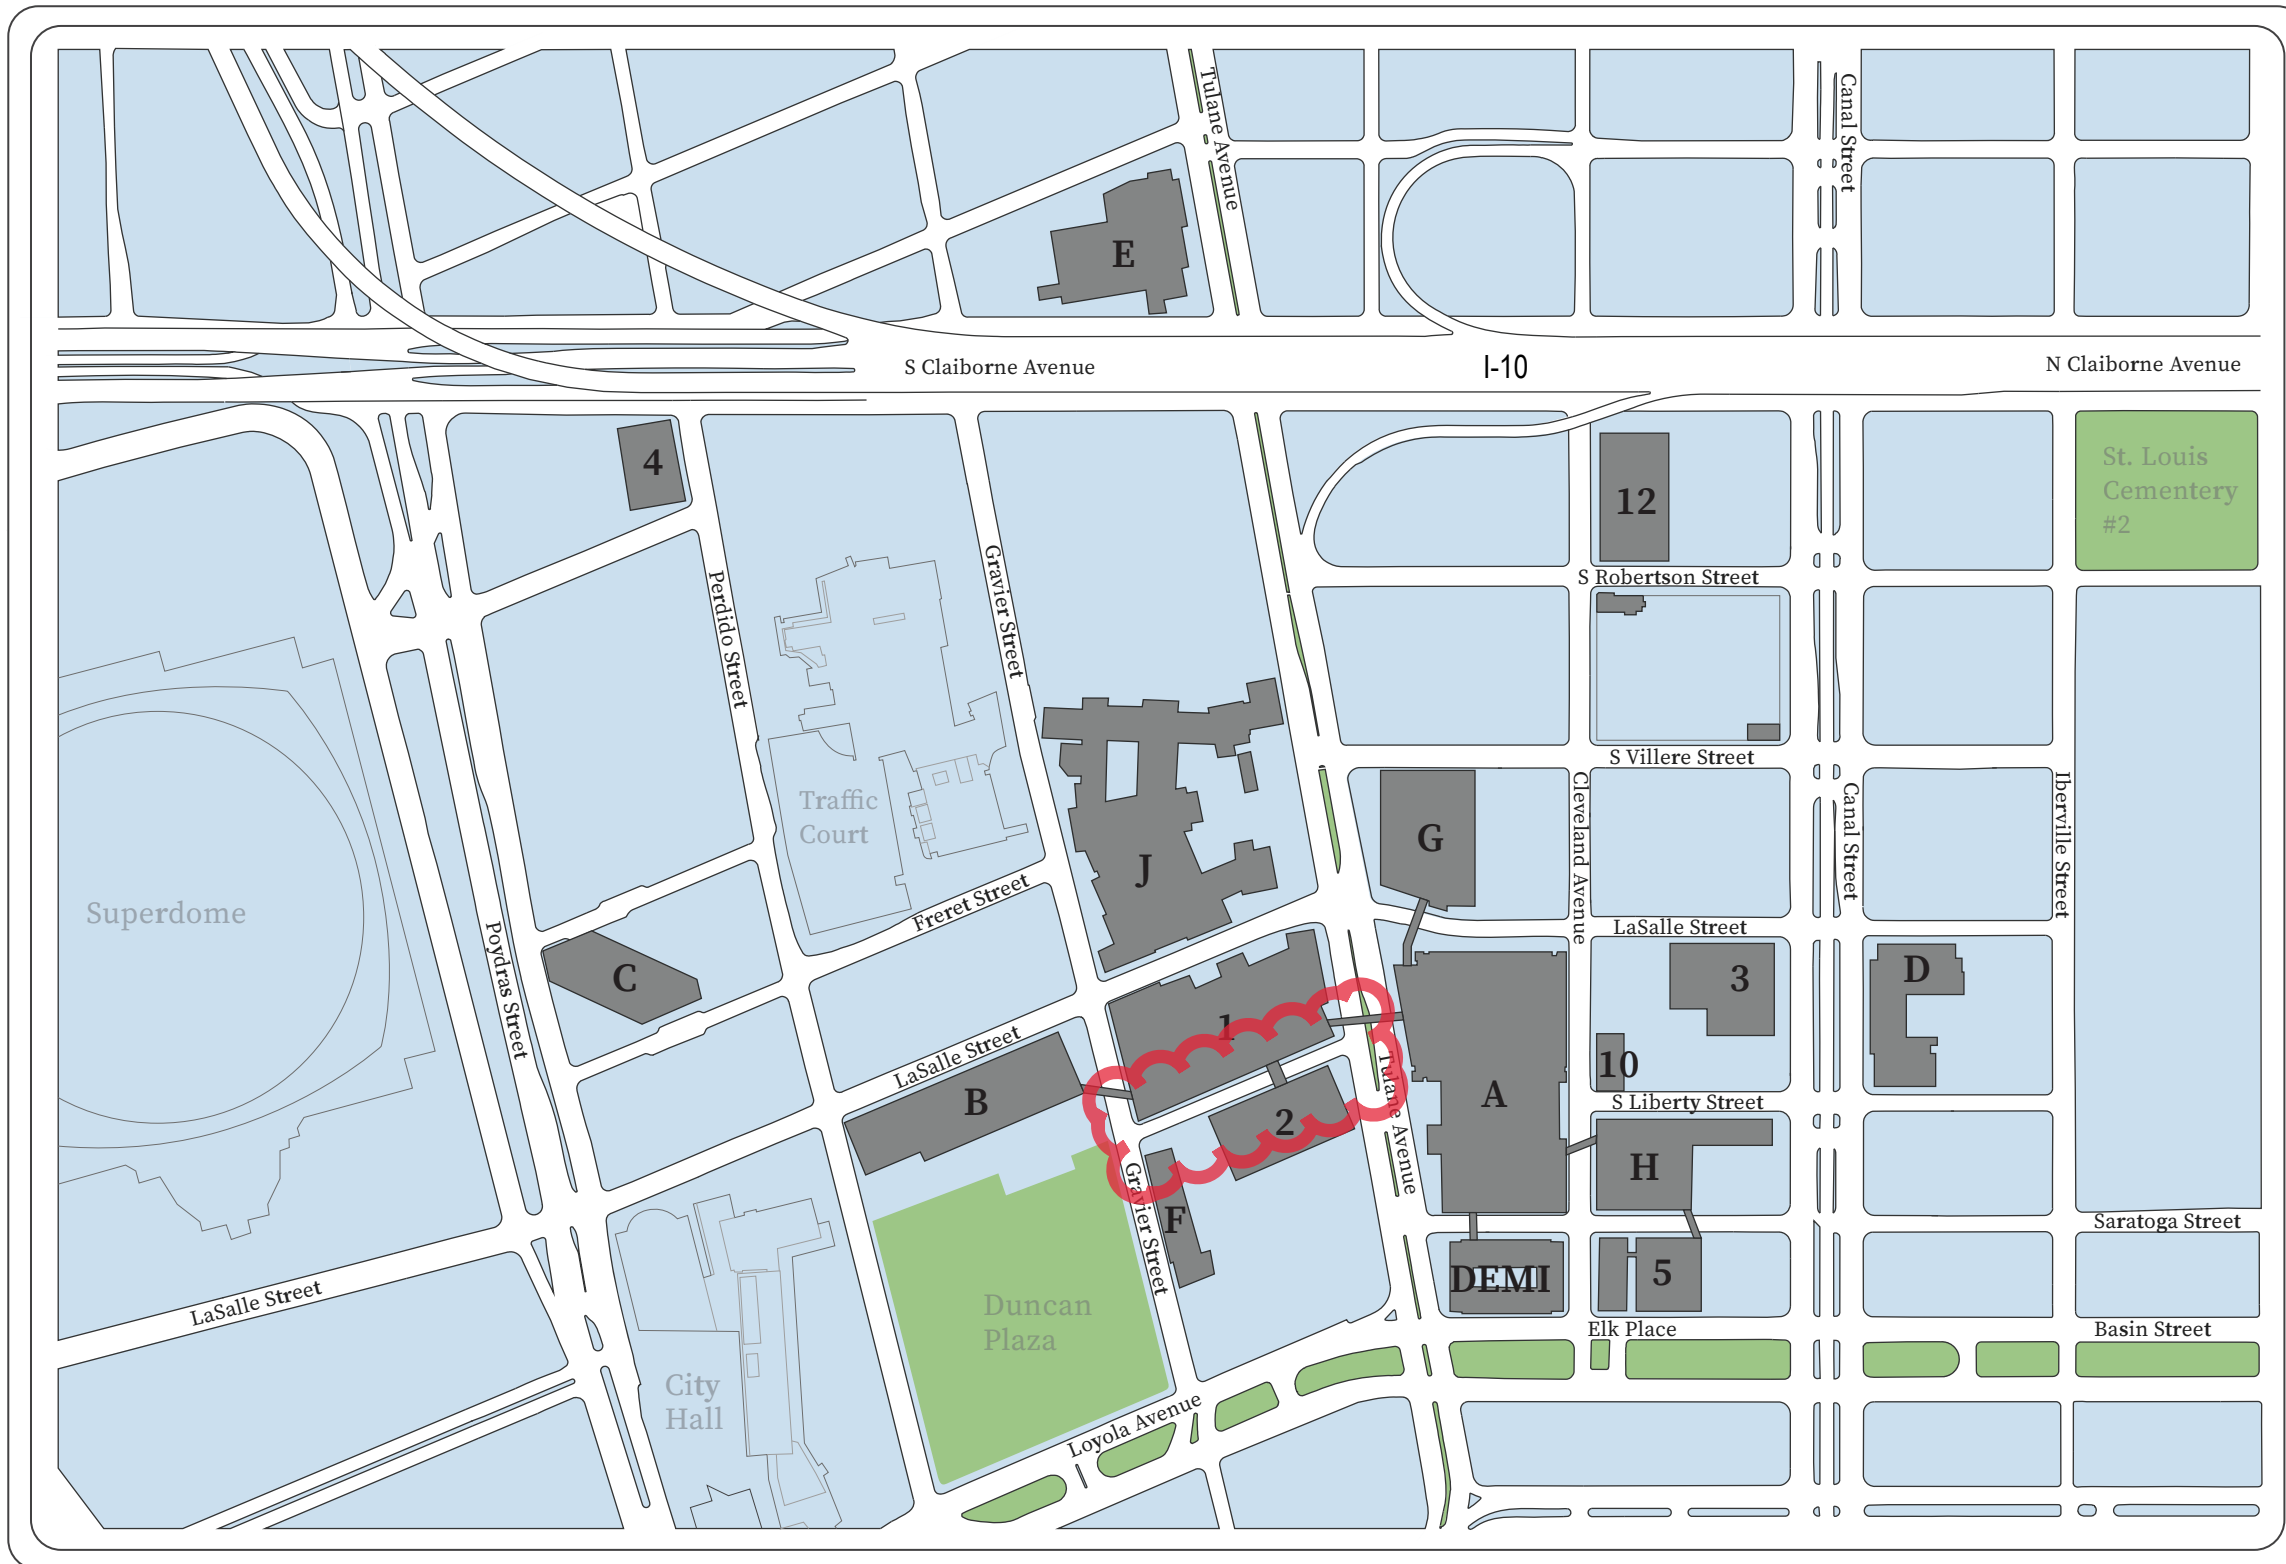 Tulane Avenue
Canal Street
E
S Claiborne Avenue
I-10
N Claiborne Avenue
4
12
St. Louis
Cementery
#2
S Robertson Street
Perdido Street
Gravier Street
S Villere Street
Traffic
Court
G
Cleveland Avenue
Canal Street
Iberville Street
J
Freret Street
Superdome
Poydras Street
C
LaSalle Street
3
D
1
LaSalle Street
B
2
Tulane Avenue
A
10
S Liberty Street
H
F
Gravier Street
Saratoga Street
DEMI
5
LaSalle Street
Duncan
Plaza
Elk Place
Basin Street
City
Hall
Loyola Avenue